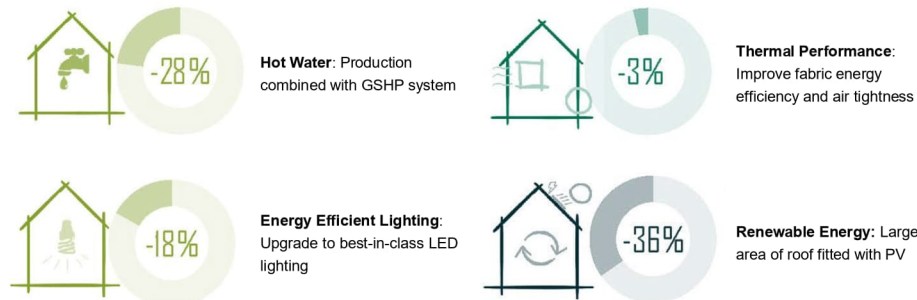 -28%
Hot Water: Production
combined with GSHP system
-3%
Thermal Performance:
Improve fabric energy
efficiency and air tightness
-18%
Energy Efficient Lighting:
Upgrade to best-in-class LED
lighting
-36%
Renewable Energy: Large
area of roof fitted with PV